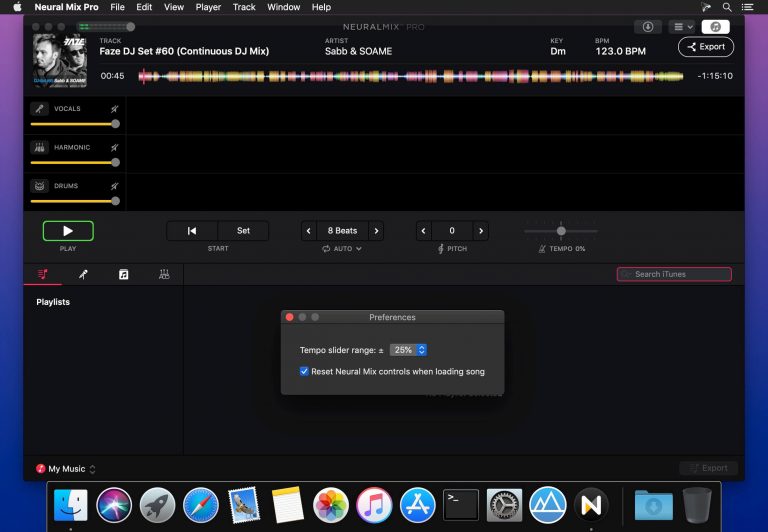 Neural Mix Pro File Edit View Player Track Window Help
NEURALMIX PRO
TRACK ARTIST KEY BPM
Faze DJ Set #60 (Continuous DJ Mix) Sabb & SOAME Dm 123.0 BPM
Export
FAZE
Sabb & SOAME
00:45 -1:15:10
VOCALS
HARMONIC
DRUMS
Set 8 Beats 0
PLAY START AUTO PITCH TEMPO 0%
Search iTunes
Playlists
Preferences
Tempo slider range: ± 25%
Reset Neural Mix controls when loading song
My Music Export